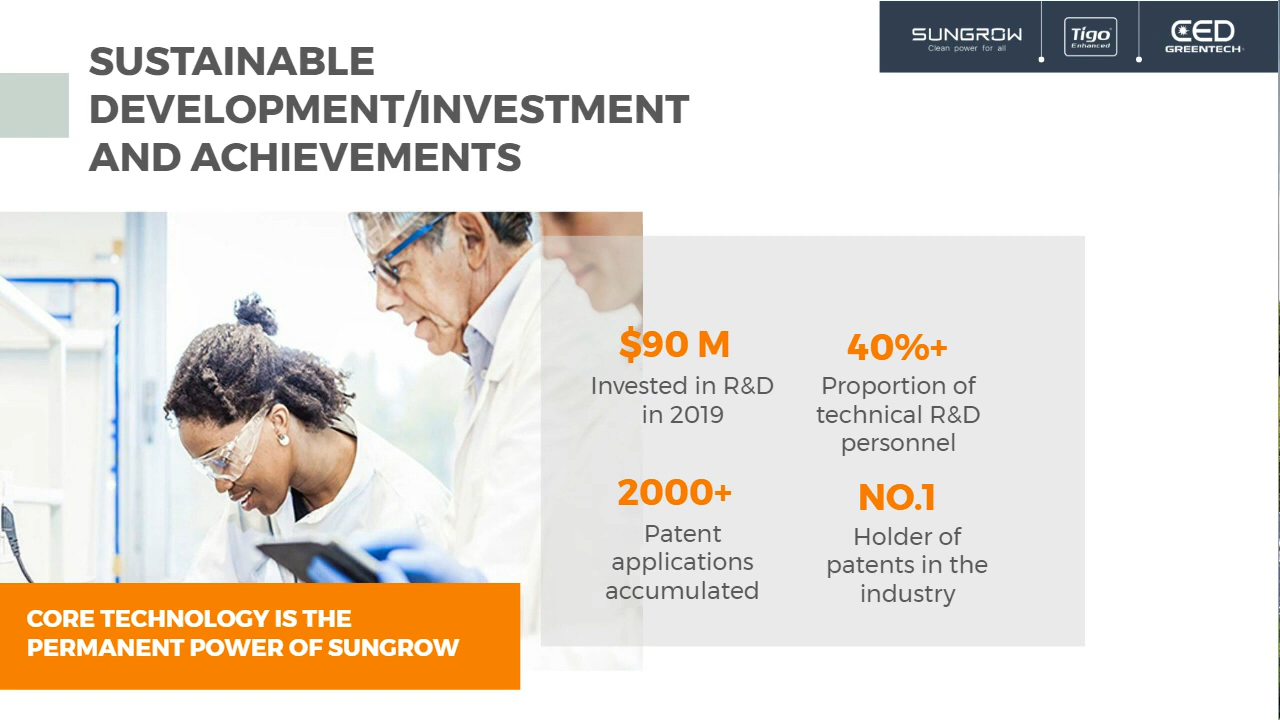 SUNGROW
Clean power for all
Tigo
Enhanced
CED
GREENTECH
SUSTAINABLE
DEVELOPMENT/INVESTMENT
AND ACHIEVEMENTS
$90 M
Invested in R&D
in 2019
40%+
Proportion of
technical R&D
personnel
2000+
Patent
applications
accumulated
NO.1
Holder of
patents in the
industry
CORE TECHNOLOGY IS THE
PERMANENT POWER OF SUNGROW